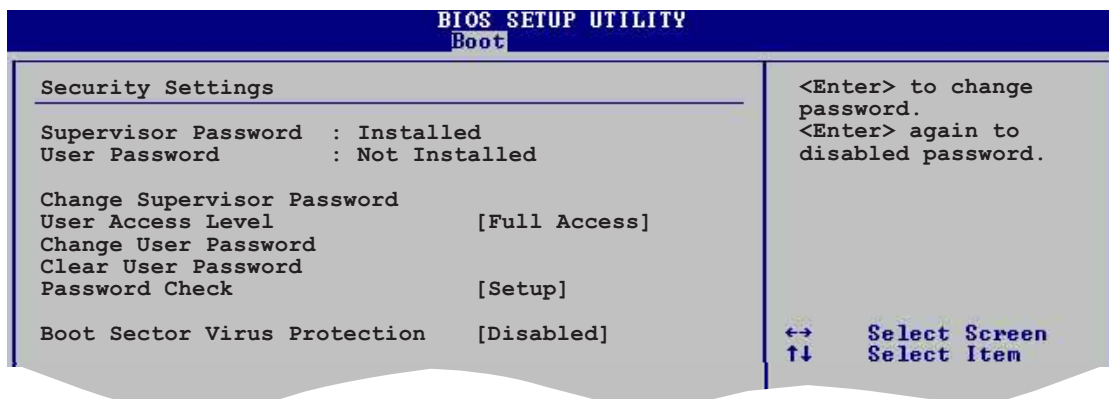 BIOS SETUP UTILITY
Boot
Security Settings
Supervisor Password : Installed
User Password : Not Installed
Change Supervisor Password
User Access Level [Full Access]
Change User Password
Clear User Password
Password Check [Setup]
Boot Sector Virus Protection [Disabled]
<Enter> to change
password.
<Enter> again to
disabled password.
←→ Select Screen
↑↓ Select Item